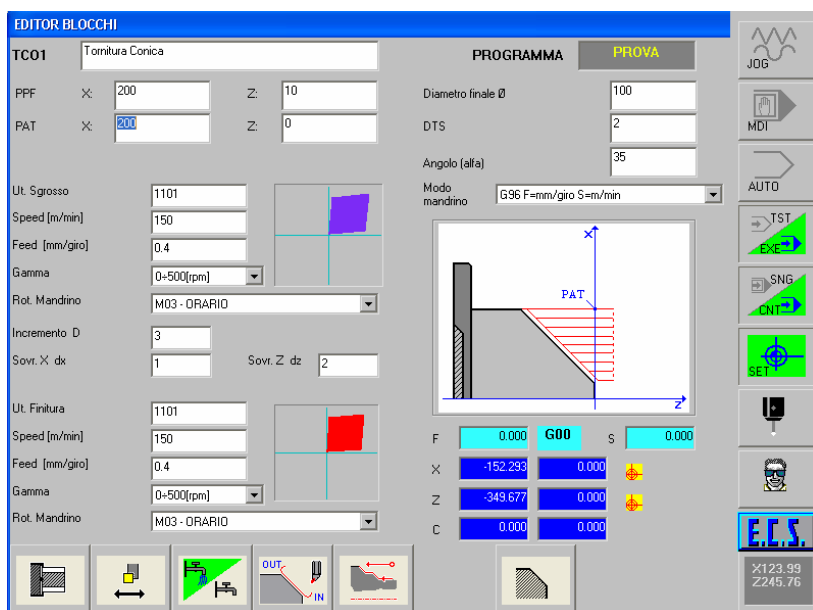 EDITOR BLOCCHI
TCO1 Tornitura Conica PROGRAMMA PROVA
PPF X: 200 Z: 10 Diametro finale Ø 100
PAT X: 200 Z: 0 DTS 2
Angolo (alfa) 35
Modo mandrino G96 F=mm/giro S=m/min
Ut. Sgrosso 1101
Speed [m/min] 150
Feed [mm/giro] 0.4
Gamma 0÷500[rpm]
Rot. Mandrino M03 - ORARIO
Incremento D 3
Sovr. X dx 1 Sovr. Z dz 2
Ut. Finitura 1101
Speed [m/min] 150
Feed [mm/giro] 0.4
Gamma 0÷500[rpm]
Rot. Mandrino M03 - ORARIO
X
PAT
Z
F 0.000 G00 S 0.000
X -152.293 0.000
Z -349.677 0.000
C 0.000 0.000
OUT
IN
JOG
MDI
AUTO
TST
EXE
SNG
CNT
SET
E.C.S.
X123.99
Z245.76